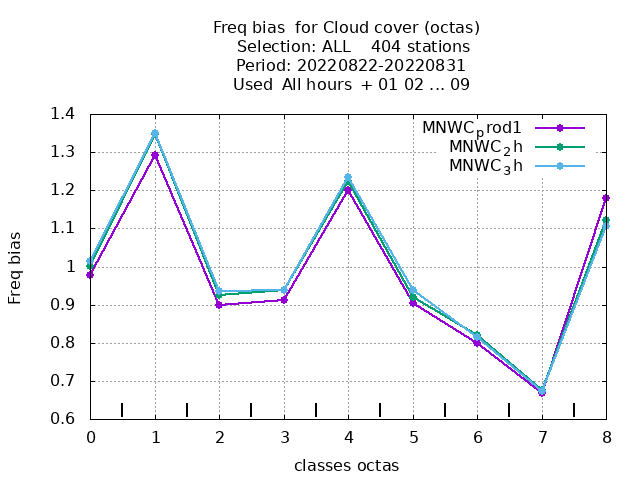 Freq bias  for Cloud cover (octas)
Selection: ALL    404 stations
Period: 20220822-20220831
Used  All hours  + 01 02 ... 09
MNWC_prod1
MNWC_2h
MNWC_3h
1.4
1.3
1.2
1.1
1
0.9
0.8
0.7
0.6
Freq bias
0 1 2 3 4 5 6 7 8
classes octas